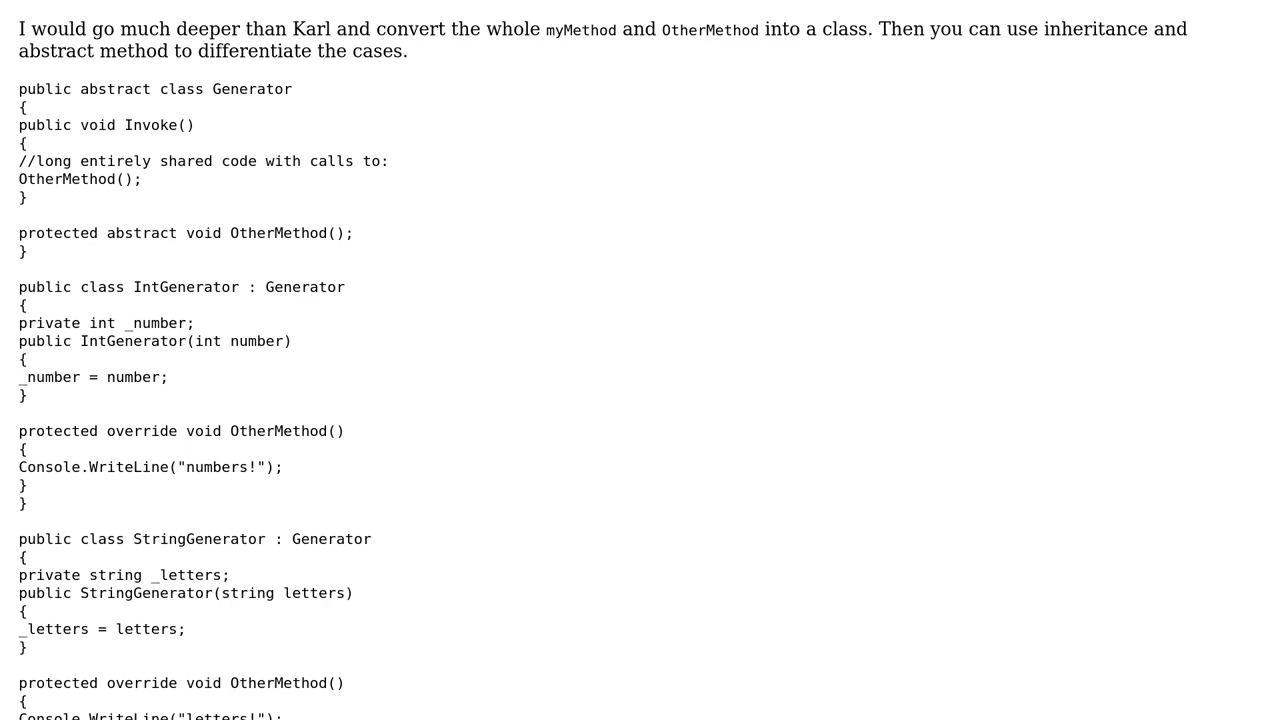 I would go much deeper than Karl and convert the whole myMethod and OtherMethod into a class. Then you can use inheritance and
abstract method to differentiate the cases.
public abstract class Generator
{
public void Invoke()
{
//long entirely shared code with calls to:
OtherMethod();
}
protected abstract void OtherMethod();
}
public class IntGenerator : Generator
{
private int _number;
public IntGenerator(int number)
{
_number = number;
}
protected override void OtherMethod()
{
Console.WriteLine("numbers!");
}
}
public class StringGenerator : Generator
{
private string _letters;
public StringGenerator(string letters)
{
_letters = letters;
}
protected override void OtherMethod()
{
Console.WriteLine("letters!");